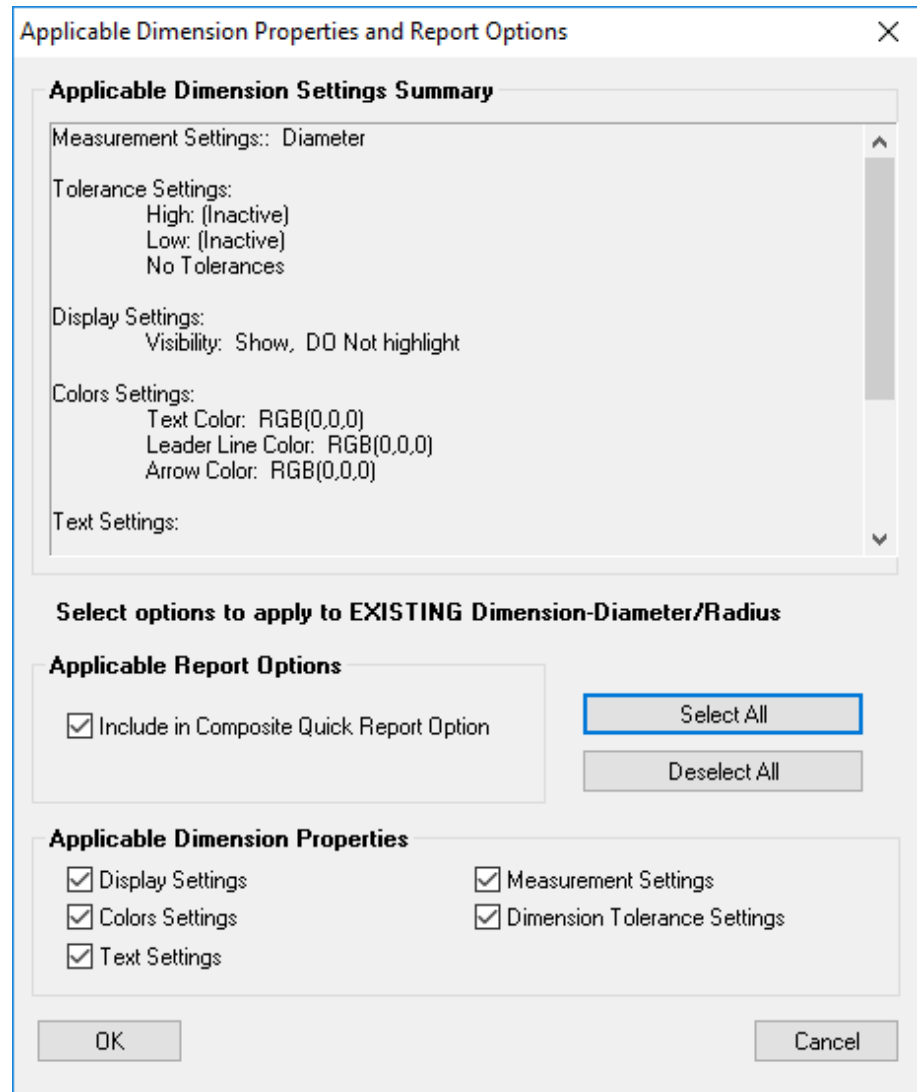 Applicable Dimension Properties and Report Options
Applicable Dimension Settings Summary
Measurement Settings::  Diameter
Tolerance Settings:
High: (Inactive)
Low: (Inactive)
No Tolerances
Display Settings:
Visibility:  Show,  DO Not highlight
Colors Settings:
Text Color:  RGB(0,0,0)
Leader Line Color:  RGB(0,0,0)
Arrow Color:  RGB(0,0,0)
Text Settings:
Select options to apply to EXISTING Dimension-Diameter/Radius
Applicable Report Options
Include in Composite Quick Report Option
Select All
Deselect All
Applicable Dimension Properties
Display Settings
Measurement Settings
Colors Settings
Dimension Tolerance Settings
Text Settings
OK
Cancel